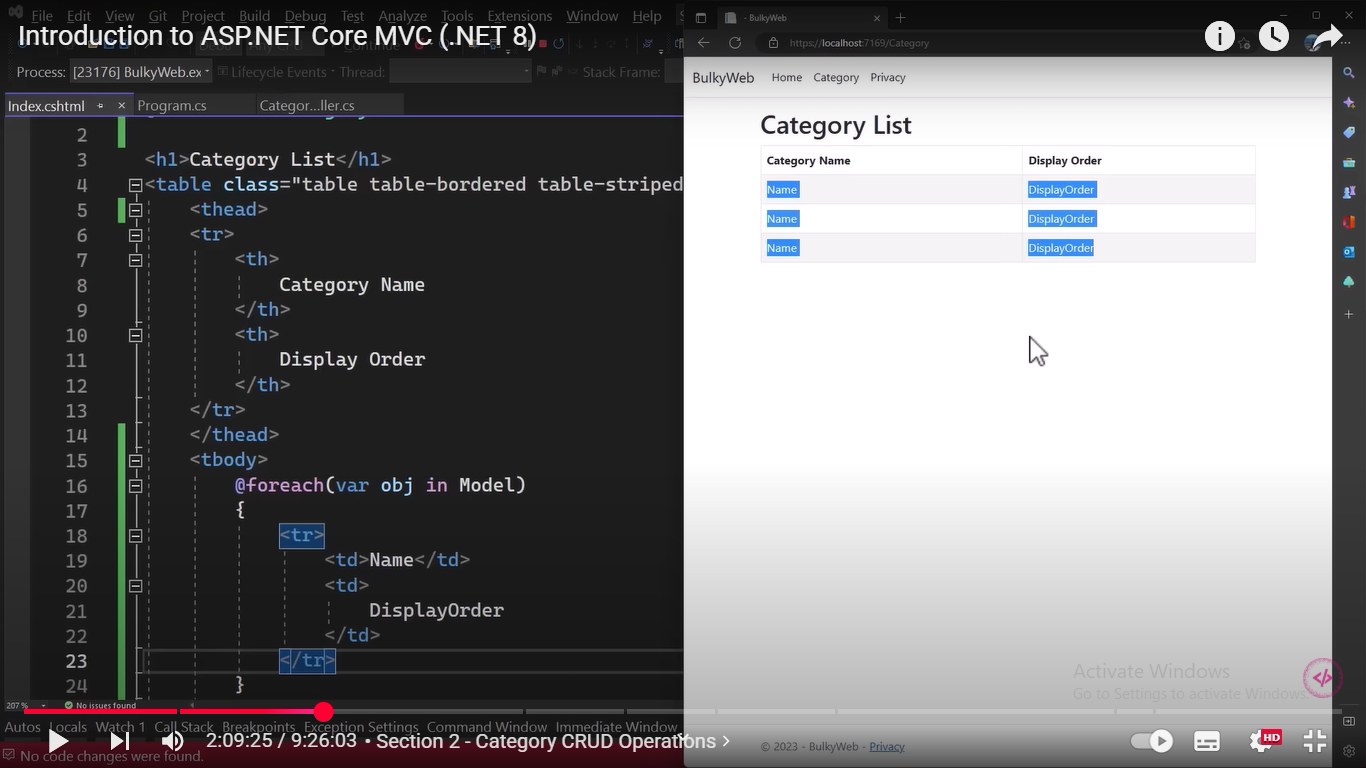 File Edit View Git Project Build Debug Test Analyze Tools Extensions Window Help
Introduction to ASP.NET Core MVC (.NET 8)
- BulkyWeb
https://localhost:7169/Category
Process: [23176] BulkyWeb.ex Lifecycle Events Thread: Stack Frame:
Index.cshtml Program.cs Categor...ller.cs
2
3 <h1>Category List</h1>
4 <table class="table table-bordered table-striped
5 <thead>
6 <tr>
7 <th>
8 Category Name
9 </th>
10 <th>
11 Display Order
12 </th>
13 </tr>
14 </thead>
15 <tbody>
16 @foreach(var obj in Model)
17 {
18 <tr>
19 <td>Name</td>
20 <td>
21 DisplayOrder
22 </td>
23 </tr>
24 }
207 % No issues found
Autos Locals Watch 1 Call Stack Breakpoints Exception Settings Command Window Immediate Window
2:09:25 / 9:26:03 • Section 2 - Category CRUD Operations
No code changes were found.
BulkyWeb Home Category Privacy
Category List
Category Name Display Order
Name DisplayOrder
Name DisplayOrder
Name DisplayOrder
Activate Windows
Go to Settings to activate Windows.
</>
HD
© 2023 - BulkyWeb - Privacy